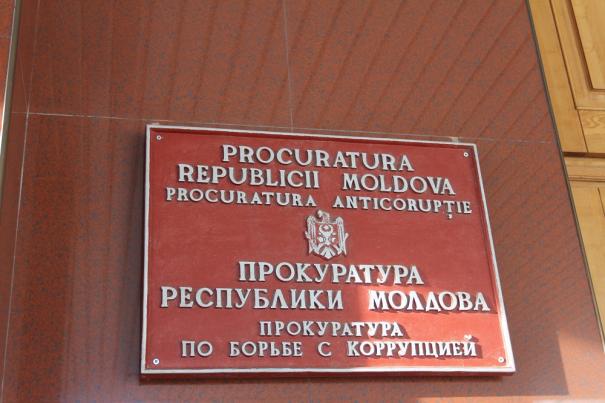 PROCURATURA
REPUBLICII MOLDOVA
PROCURATURA ANTICORUPȚIE
ПРОКУРАТУРА
РЕСПУБЛИКИ МОЛДОВА
ПРОКУРАТУРА
ПО БОРЬБЕ С КОРРУПЦИЕЙ